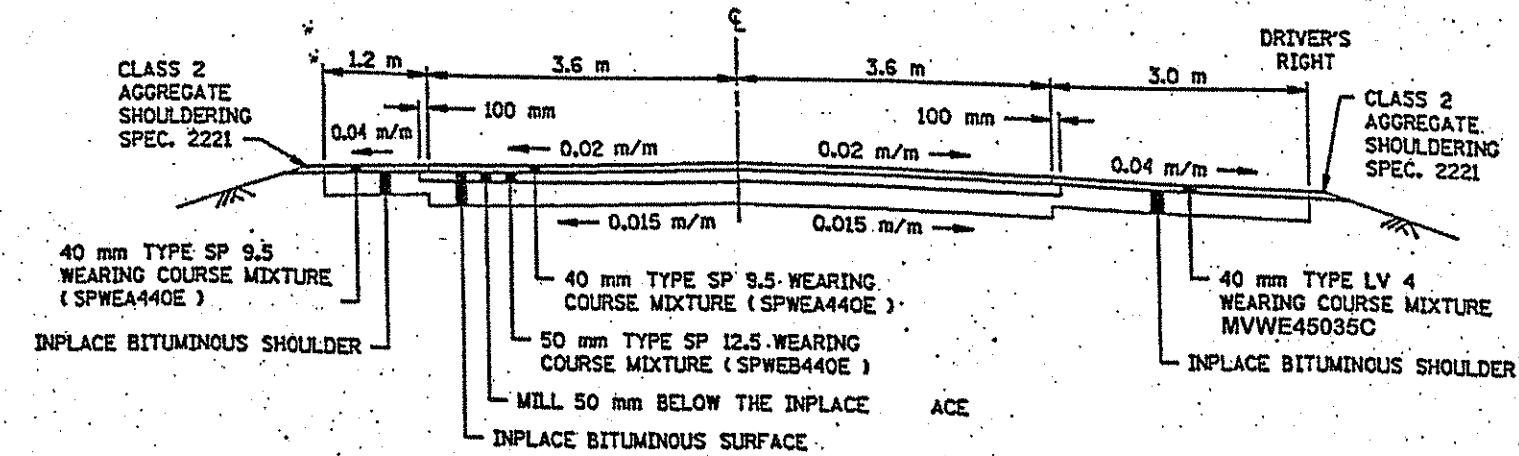 ℄
DRIVER'S
RIGHT
1.2 m
3.6 m
3.6 m
3.0 m
CLASS 2
AGGREGATE
SHOULDERING
SPEC. 2221
100 mm
100 mm
CLASS 2
AGGREGATE
SHOULDERING
SPEC. 2221
0.04 m/m
0.02 m/m
0.02 m/m
0.04 m/m
0.015 m/m
0.015 m/m
40 mm TYPE SP 9.5
WEARING COURSE MIXTURE
( SPWEA440E )
40 mm TYPE SP 9.5 WEARING
COURSE MIXTURE ( SPWEA440E )
40 mm TYPE LV 4
WEARING COURSE MIXTURE
MVWE45035C
INPLACE BITUMINOUS SHOULDER
50 mm TYPE SP 12.5 WEARING
COURSE MIXTURE ( SPWEB440E )
INPLACE BITUMINOUS SHOULDER
MILL 50 mm BELOW THE INPLACE ACE
INPLACE BITUMINOUS SURFACE